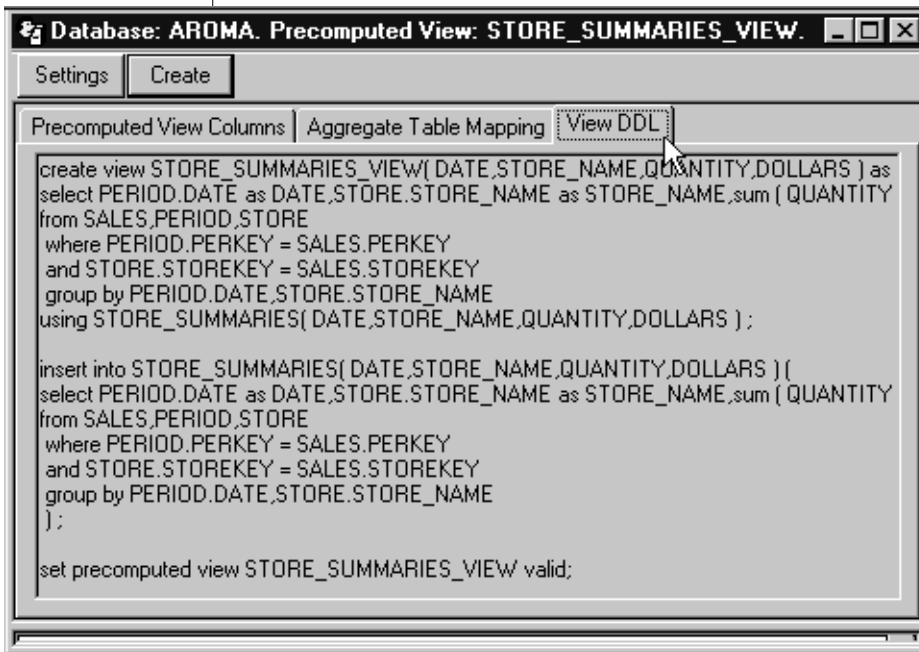 Database: AROMA. Precomputed View: STORE_SUMMARIES_VIEW.
Settings Create
Precomputed View Columns Aggregate Table Mapping View DDL
create view STORE_SUMMARIES_VIEW( DATE,STORE_NAME,QUANTITY,DOLLARS ) as
select PERIOD.DATE as DATE,STORE.STORE_NAME as STORE_NAME,sum ( QUANTITY
from SALES,PERIOD,STORE
where PERIOD.PERKEY = SALES.PERKEY
and STORE.STOREKEY = SALES.STOREKEY
group by PERIOD.DATE,STORE.STORE_NAME
using STORE_SUMMARIES( DATE,STORE_NAME,QUANTITY,DOLLARS ) ;
insert into STORE_SUMMARIES( DATE,STORE_NAME,QUANTITY,DOLLARS ) (
select PERIOD.DATE as DATE,STORE.STORE_NAME as STORE_NAME,sum ( QUANTITY
from SALES,PERIOD,STORE
where PERIOD.PERKEY = SALES.PERKEY
and STORE.STOREKEY = SALES.STOREKEY
group by PERIOD.DATE,STORE.STORE_NAME
) ;
set precomputed view STORE_SUMMARIES_VIEW valid;